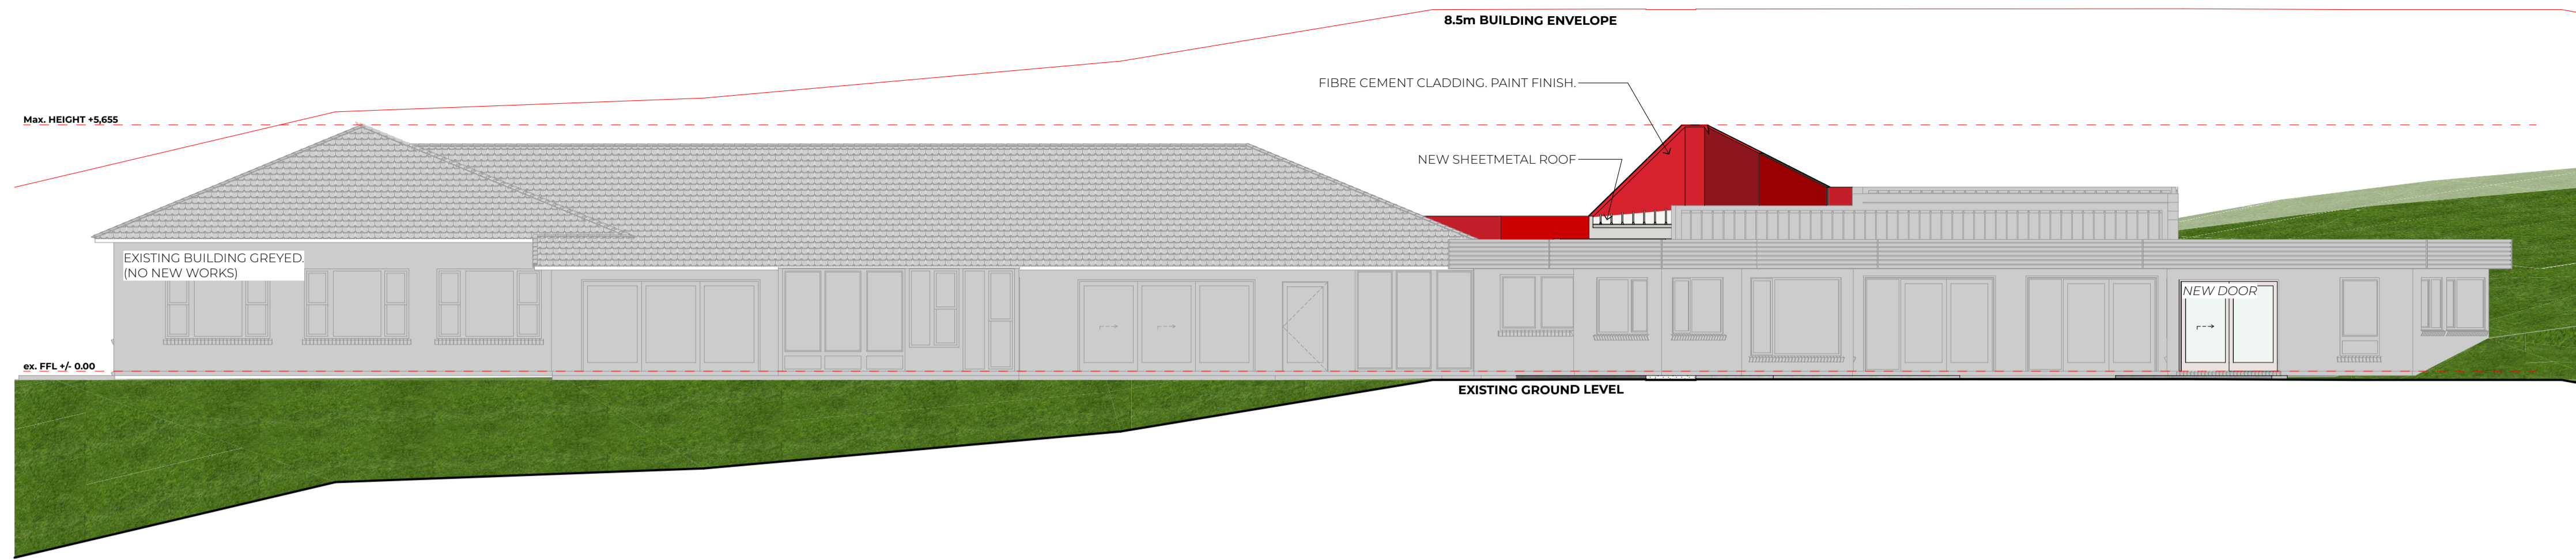 8.5m BUILDING ENVELOPE
FIBRE CEMENT CLADDING. PAINT FINISH.
Max. HEIGHT +5,655
NEW SHEETMETAL ROOF
EXISTING BUILDING GREYED.
(NO NEW WORKS)
NEW DOOR
ex. FFL +/- 0.00
EXISTING GROUND LEVEL